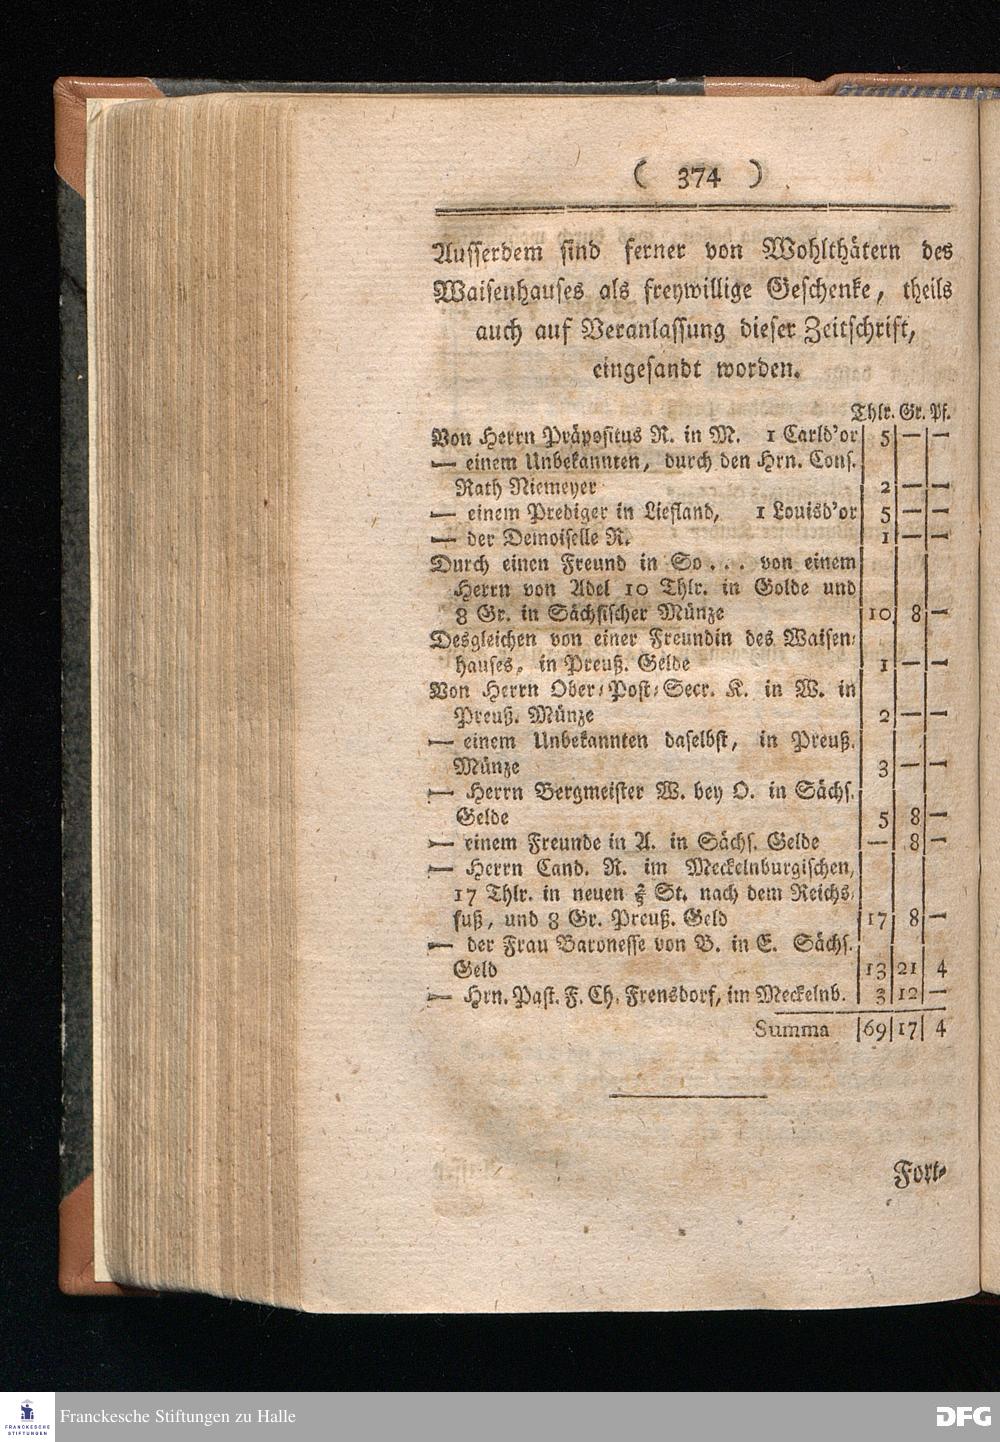 ( 374 )
Ausserdem sind ferner von Wohlthätern des
Waisenhauses als freywillige Geschenke, theils
auch auf Veranlassung dieser Zeitschrift,
eingesandt worden.
Thlr. Gr. Pf.
Von Herrn Präpositus R. in M. 1 Carld'or 5 — —
— einem Unbekannten, durch den Hrn. Cons.
Rath Niemeyer 2 — —
— einem Prediger in Liefland, 1 Louisd'or 5 — —
— der Demoiselle R. 1 — —
Durch einen Freund in So... von einem
Herrn von Adel 10 Thlr. in Golde und
8 Gr. in Sächsischer Münze 10 8 —
Desgleichen von einer Freundin des Waisen-
hauses, in Preuß. Gelde 1 — —
Von Herrn Ober-Post-Secr. K. in W. in
Preuß. Münze 2 — —
— einem Unbekannten daselbst, in Preuß.
Münze 3 — —
— Herrn Bergmeister W. bey O. in Sächs.
Gelde 5 8 —
— einem Freunde in A. in Sächs. Gelde — 8 —
— Herrn Cand. R. im Mecklenburgischen,
17 Thlr. in neuen ⅔ St. nach dem Reichs-
fuß, und 8 Gr. Preuß. Geld 17 8 —
— der Frau Baronesse von B. in E. Sächs.
Geld 13 21 4
— Hrn. Past. F. Ch. Frensdorf, im Meckelnb. 3 12 —
Summa 69 17 4
Fort-
FRANCKESCHE
STIFTUNGEN
Franckesche Stiftungen zu Halle
DFG